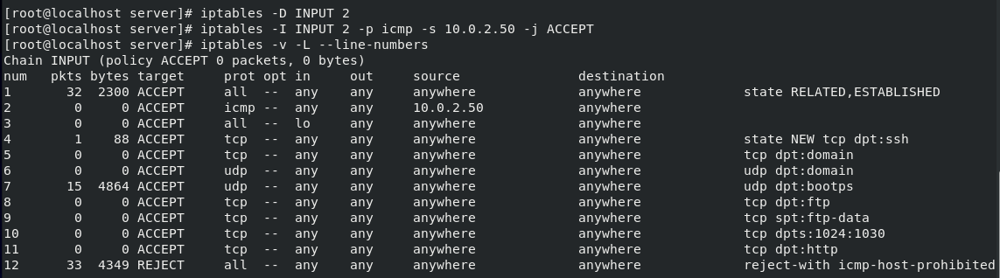 [root@localhost server]# iptables -D INPUT 2
[root@localhost server]# iptables -I INPUT 2 -p icmp -s 10.0.2.50 -j ACCEPT
[root@localhost server]# iptables -v -L --line-numbers
Chain INPUT (policy ACCEPT 0 packets, 0 bytes)
num   pkts bytes target     prot opt in     out     source               destination
1       32  2300 ACCEPT     all  --  any    any     anywhere             anywhere             state RELATED,ESTABLISHED
2        0     0 ACCEPT     icmp --  any    any     10.0.2.50            anywhere
3        0     0 ACCEPT     all  --  lo     any     anywhere             anywhere
4        1    88 ACCEPT     tcp  --  any    any     anywhere             anywhere             state NEW tcp dpt:ssh
5        0     0 ACCEPT     tcp  --  any    any     anywhere             anywhere             tcp dpt:domain
6        0     0 ACCEPT     udp  --  any    any     anywhere             anywhere             udp dpt:domain
7       15  4864 ACCEPT     udp  --  any    any     anywhere             anywhere             udp dpt:bootps
8        0     0 ACCEPT     tcp  --  any    any     anywhere             anywhere             tcp dpt:ftp
9        0     0 ACCEPT     tcp  --  any    any     anywhere             anywhere             tcp spt:ftp-data
10       0     0 ACCEPT     tcp  --  any    any     anywhere             anywhere             tcp dpts:1024:1030
11       0     0 ACCEPT     tcp  --  any    any     anywhere             anywhere             tcp dpt:http
12      33  4349 REJECT     all  --  any    any     anywhere             anywhere             reject-with icmp-host-prohibited